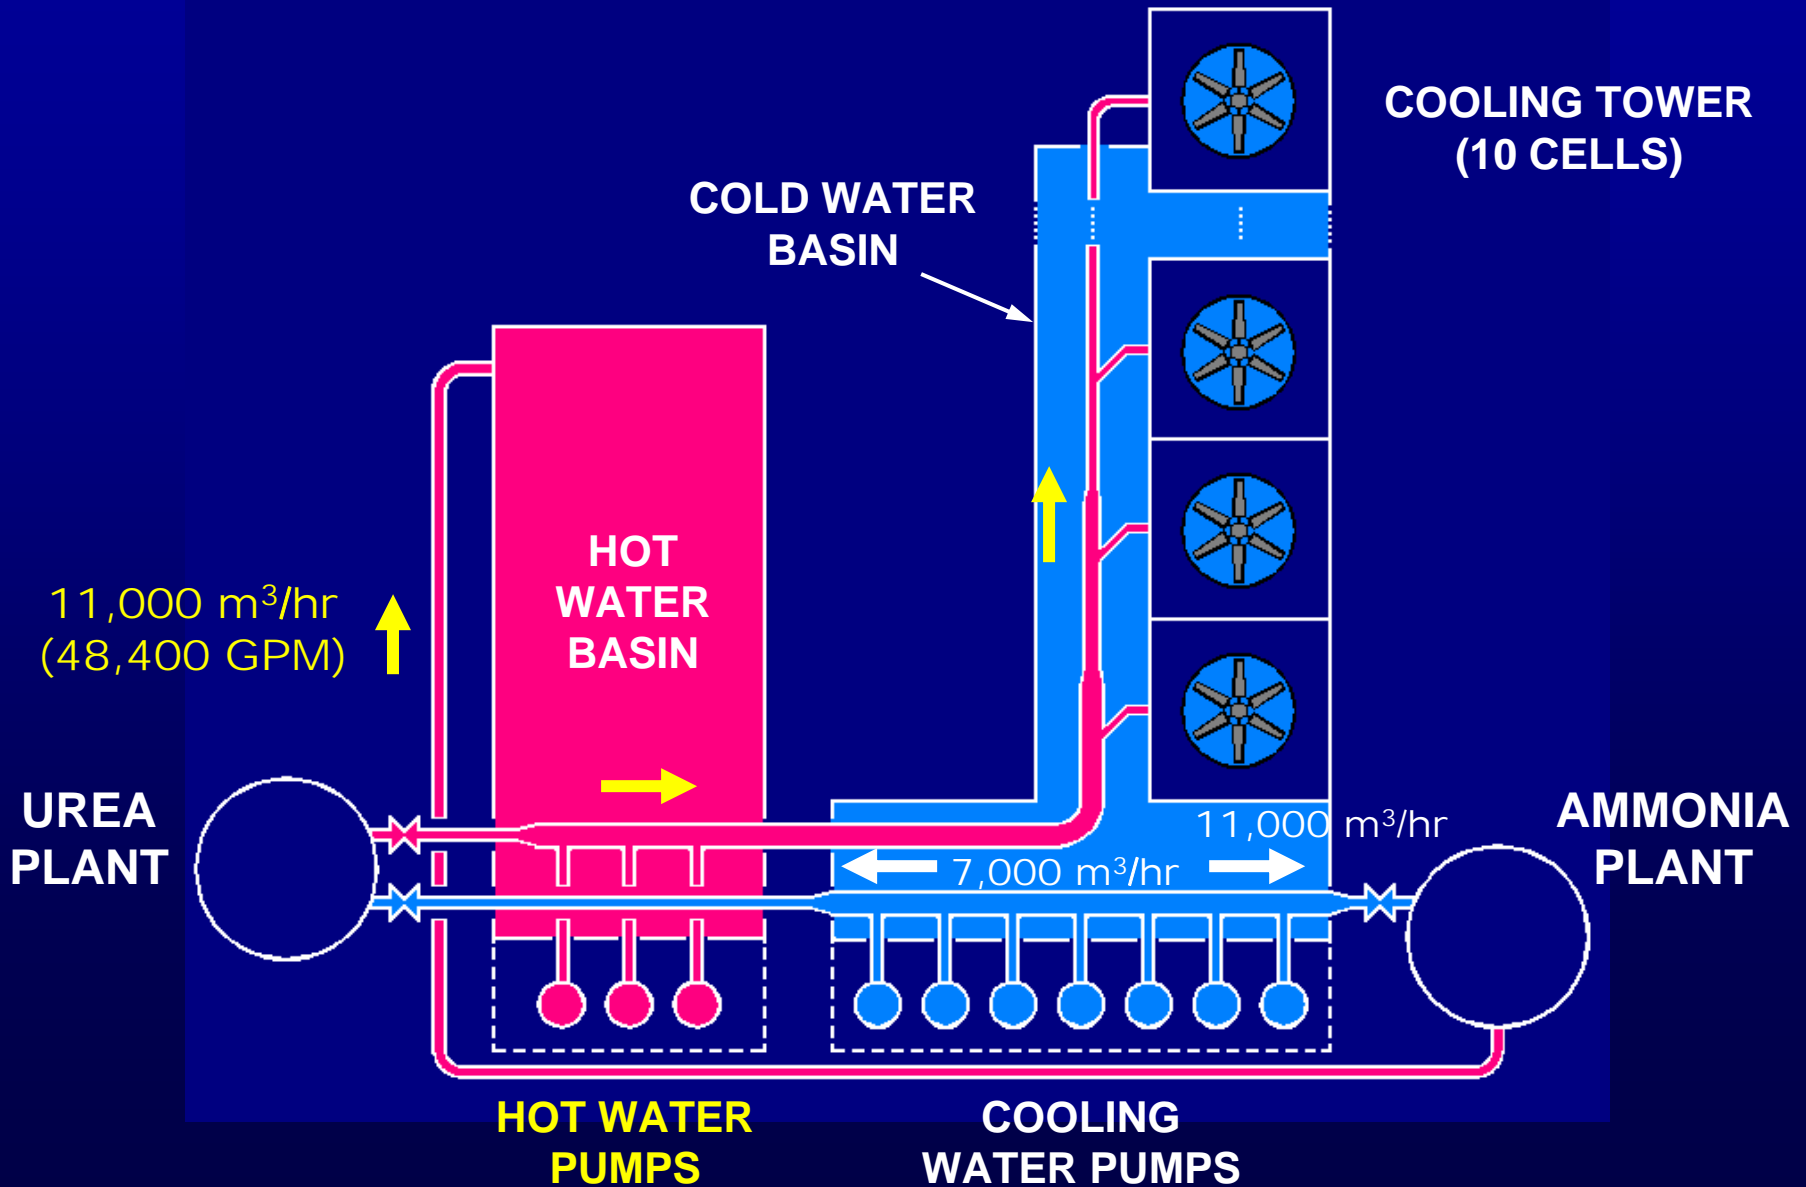 COOLING TOWER
(10 CELLS)
COLD WATER
BASIN
HOT
WATER
BASIN
11,000 m³/hr
(48,400 GPM)
UREA
PLANT
11,000 m³/hr
7,000 m³/hr
AMMONIA
PLANT
HOT WATER
PUMPS
COOLING
WATER PUMPS